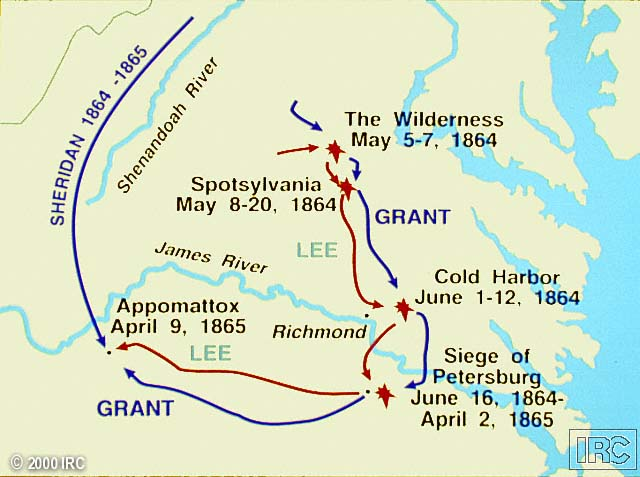 SHERIDAN 1864 -1865
Shenandoah River
The Wilderness
May 5-7, 1864
Spotsylvania
May 8-20, 1864
GRANT
LEE
James River
Cold Harbor
June 1-12, 1864
Appomattox
April 9, 1865
Richmond
LEE
Siege of
Petersburg
June 16, 1864-
April 2, 1865
GRANT
IRC
© 2000 IRC